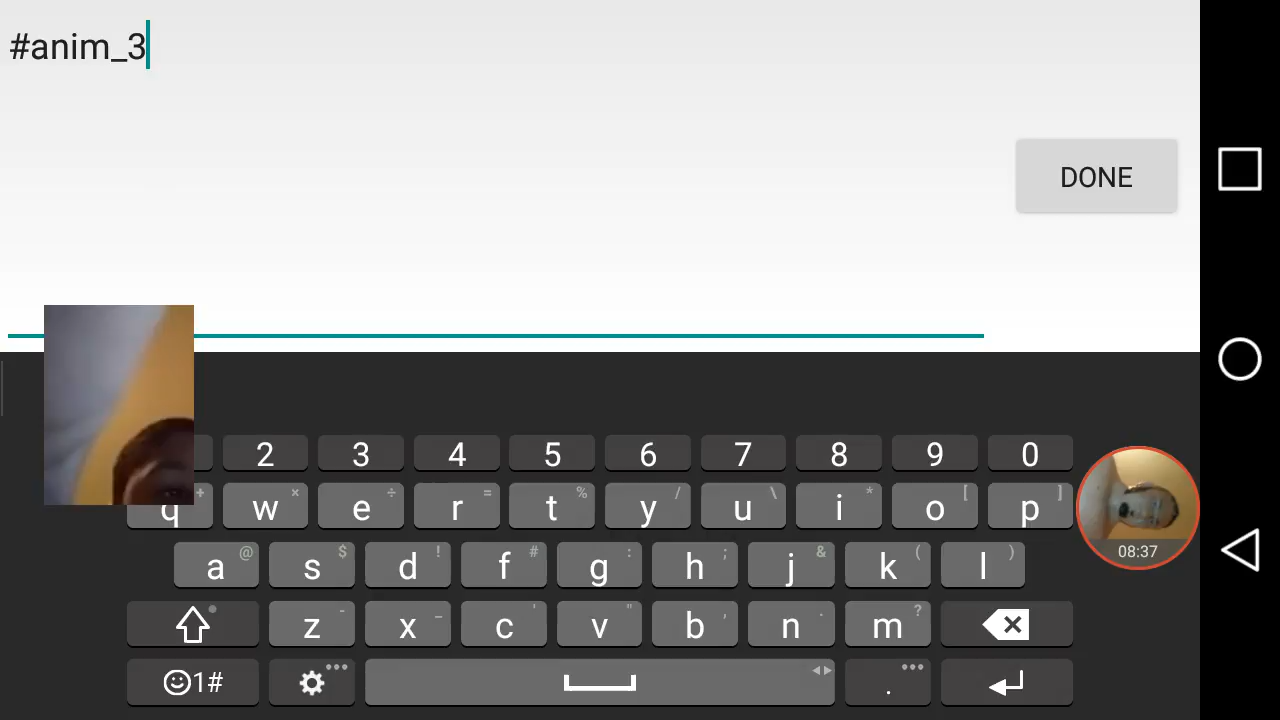 #anim_3
DONE
2 3 4 5 6 7 8 9 0
q + w × e ÷ r = t % y / u \ i * o [ p ]
a @ s $ d ! f # g : h ; j & k ( l )
z - x _ c ' v " b , n . m ?
1# .
08:37